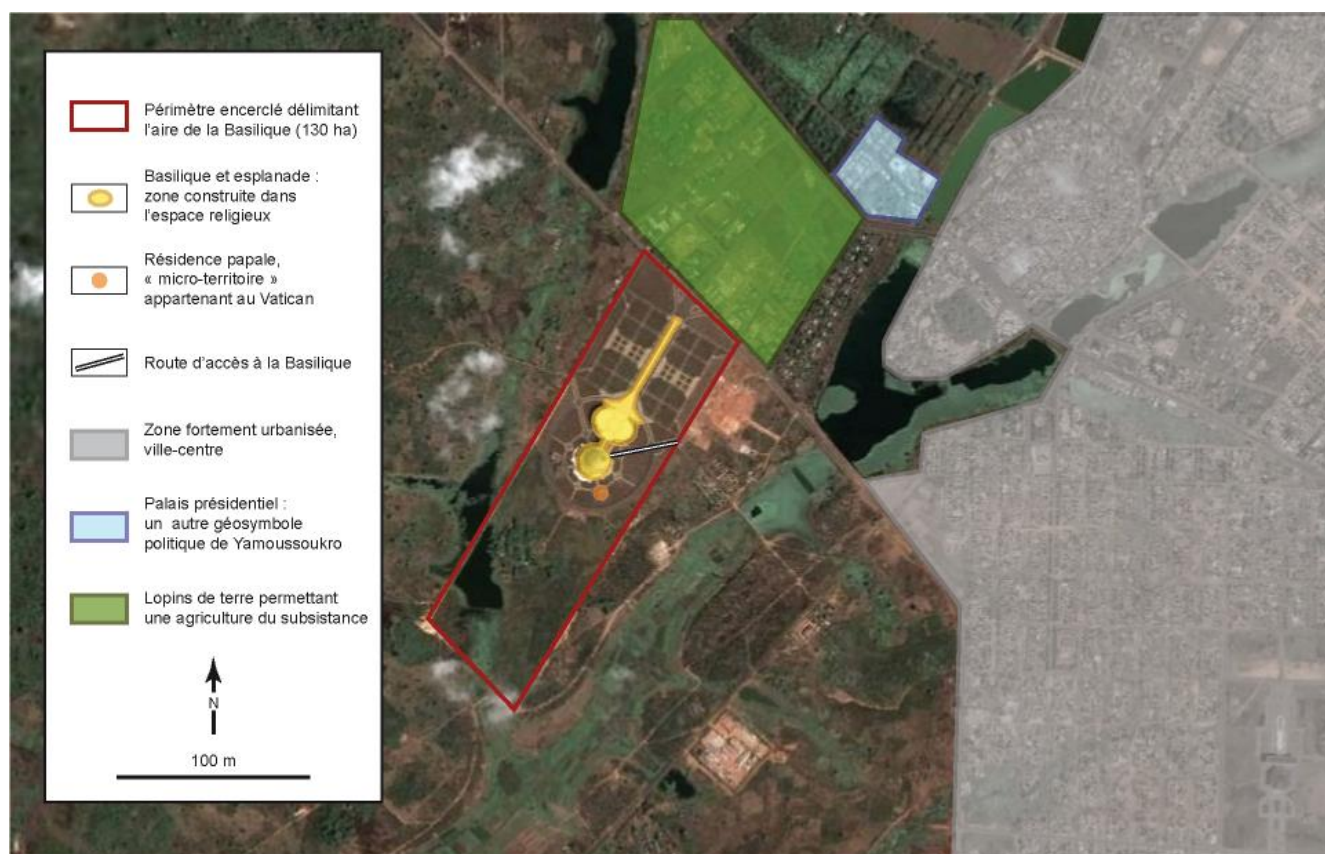 Périmètre encerclé délimitant
l'aire de la Basilique (130 ha)
Basilique et esplanade :
zone construite dans
l'espace religieux
Résidence papale,
« micro-territoire »
appartenant au Vatican
Route d'accès à la Basilique
Zone fortement urbanisée,
ville-centre
Palais présidentiel :
un autre géosymbole
politique de Yamoussoukro
Lopins de terre permettant
une agriculture du subsistance
N
100 m